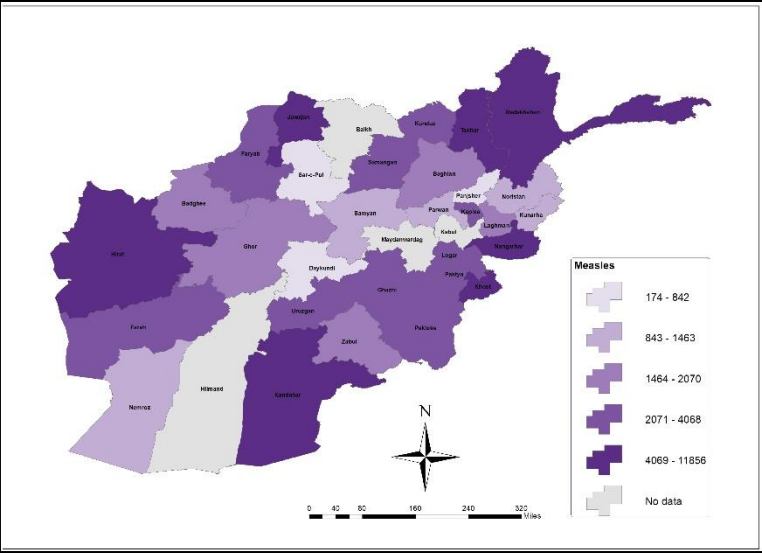 Badakhshan
Jowzjan
Balkh
Kunduz
Takhar
Faryab
Samangan
Sar-e-Pul
Baghlan
Panjsher
Noristan
Badghes
Bamyan
Parwan
Kapisa
Kunarha
Laghman
Kabul
Maydanwardag
Nangarhar
Herat
Ghor
Logar
Daykundi
Paktya
Khost
Ghazni
Uruzgan
Farah
Paktika
Zabul
Hilmand
Kandahar
Nemroz
Measles
174 - 842
843 - 1463
1464 - 2070
2071 - 4068
4069 - 11856
No data
N
0 40 80 160 240 320
Miles